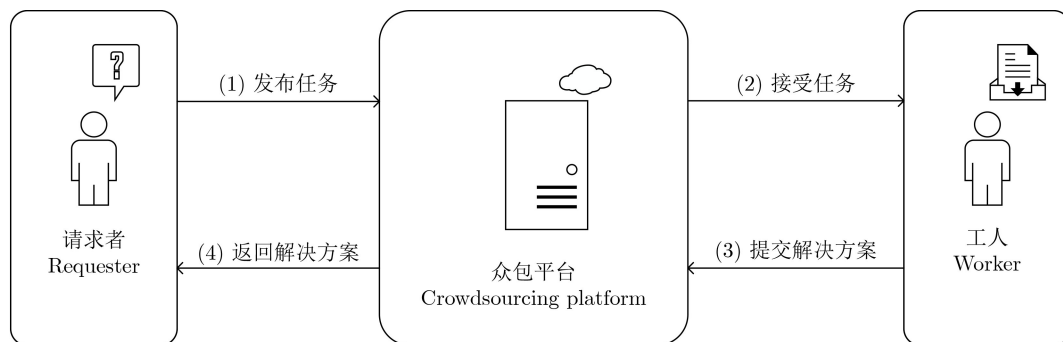 ?
(1) 发布任务
(2) 接受任务
请求者
Requester
(4) 返回解决方案
众包平台
Crowdsourcing platform
(3) 提交解决方案
工人
Worker